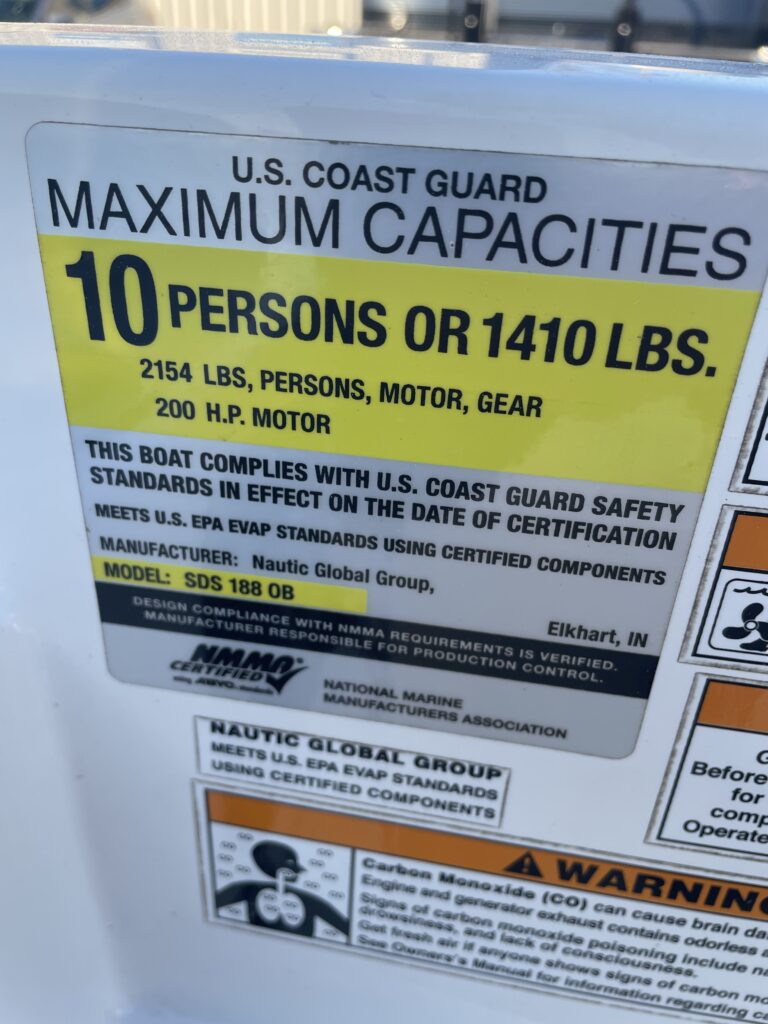 U.S. COAST GUARD
MAXIMUM CAPACITIES
10 PERSONS OR 1410 LBS.
2154 LBS, PERSONS, MOTOR, GEAR
200 H.P. MOTOR
THIS BOAT COMPLIES WITH U.S. COAST GUARD SAFETY
STANDARDS IN EFFECT ON THE DATE OF CERTIFICATION
MEETS U.S. EPA EVAP STANDARDS USING CERTIFIED COMPONENTS
MANUFACTURER: Nautic Global Group,
Elkhart, IN
MODEL: SDS 188 OB
DESIGN COMPLIANCE WITH NMMA REQUIREMENTS IS VERIFIED.
MANUFACTURER RESPONSIBLE FOR PRODUCTION CONTROL.
NMMA
CERTIFIED
NATIONAL MARINE
MANUFACTURERS ASSOCIATION
NAUTIC GLOBAL GROUP
MEETS U.S. EPA EVAP STANDARDS
USING CERTIFIED COMPONENTS
G
Before
for
comp
Operate
WARNING
Carbon Monoxide (CO) can cause brain da
Engine and generator exhaust contains odorless a
Signs of carbon monoxide poisoning include na
drowsiness, and lack of consciousness.
Get fresh air if anyone shows signs of carbon mo
See Owner's Manual for information regarding ca